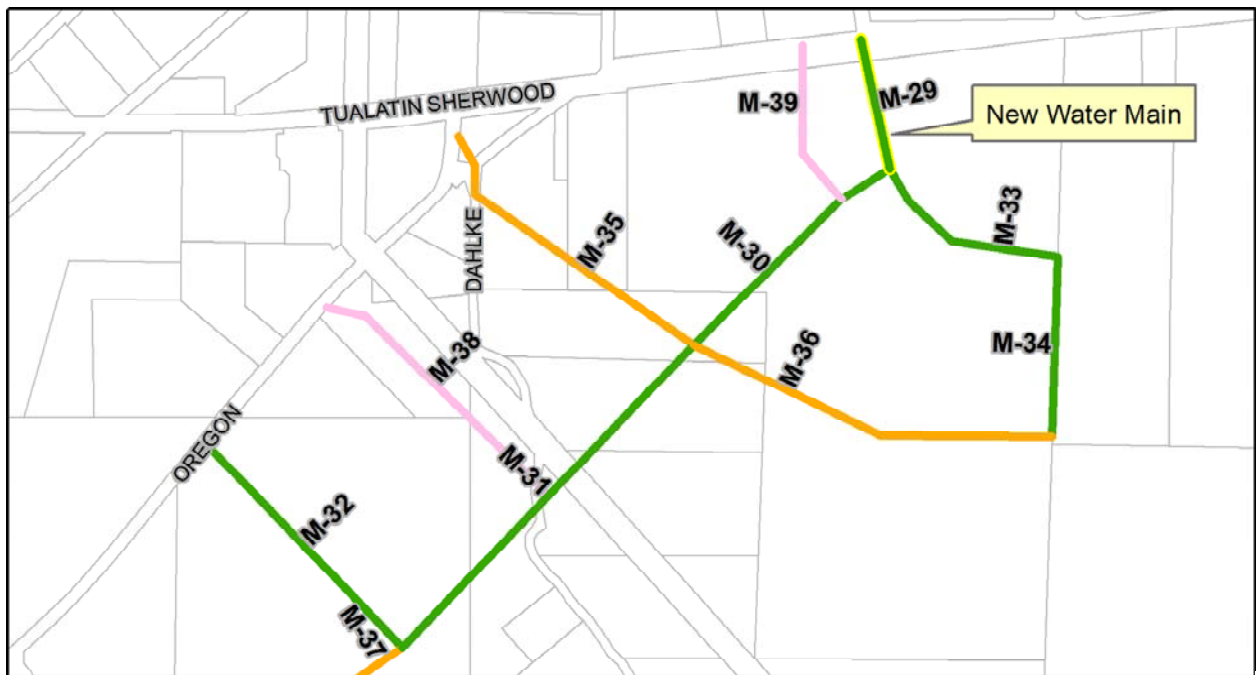 TUALATIN SHERWOOD
M-39
M-29
New Water Main
M-35
DAHLKE
M-30
M-33
M-38
M-36
M-34
OREGON
M-31
M-32
M-37